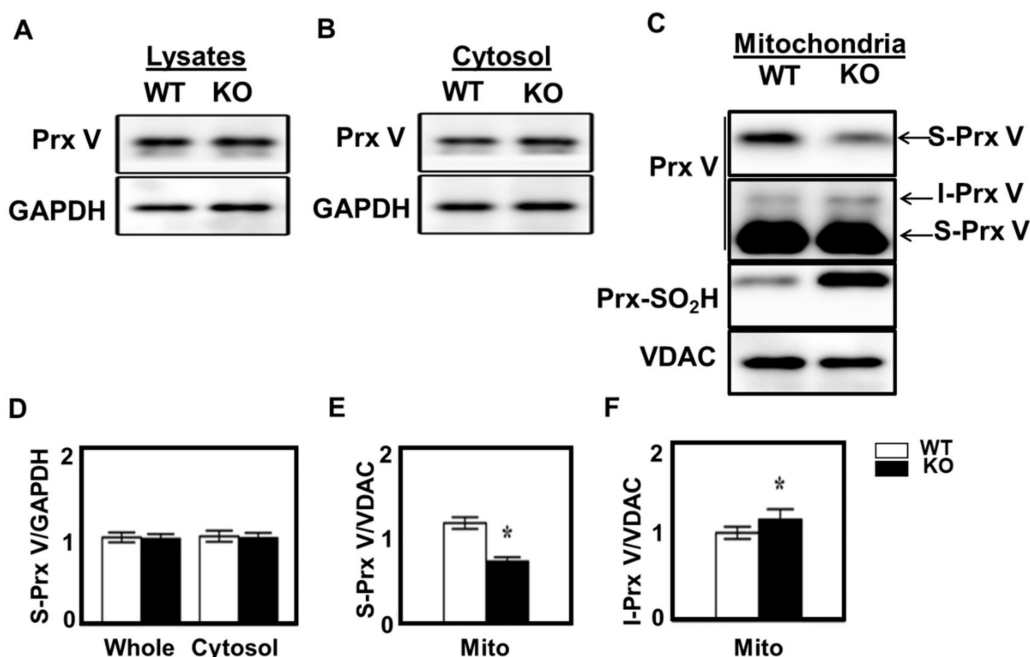 A
Lysates
WT KO
Prx V
GAPDH
B
Cytosol
WT KO
Prx V
GAPDH
C
Mitochondria
WT KO
Prx V
S-Prx V
I-Prx V
S-Prx V
Prx-SO₂H
VDAC
D
S-Prx V/GAPDH
2
1
0
Whole Cytosol
E
S-Prx V/VDAC
2
1
0
*
Mito
F
I-Prx V/VDAC
2
1
0
*
Mito
WT
KO